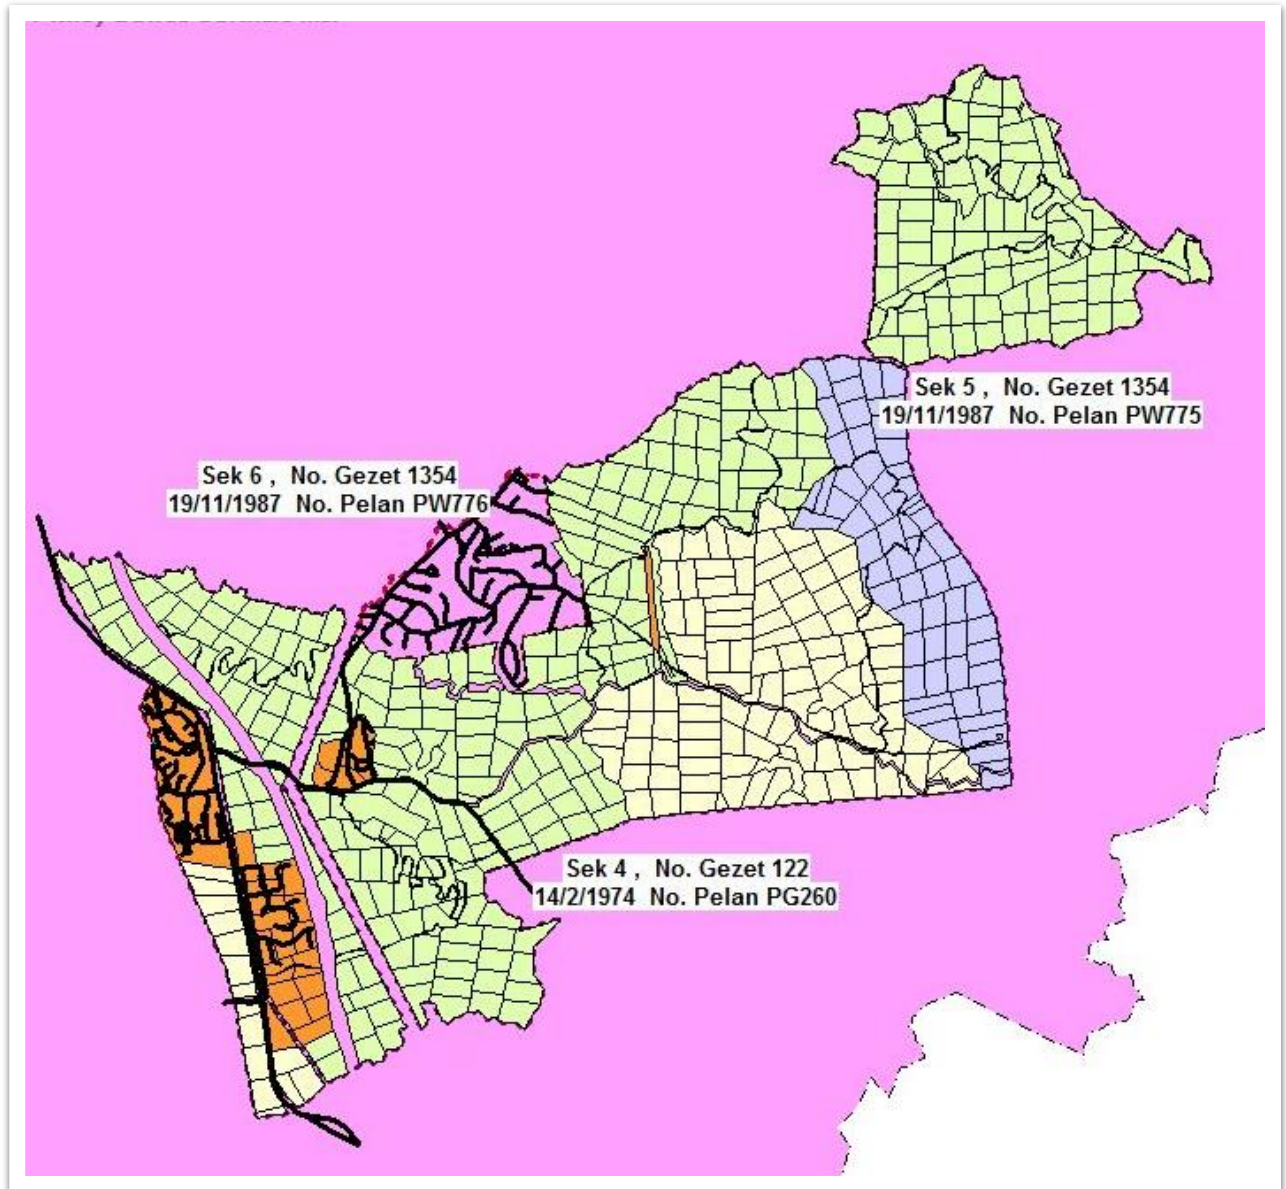 Sek 5 , No. Gezet 1354
19/11/1987 No. Pelan PW775
Sek 6 , No. Gezet 1354
19/11/1987 No. Pelan PW776
Sek 4 , No. Gezet 122
14/2/1974 No. Pelan PG260